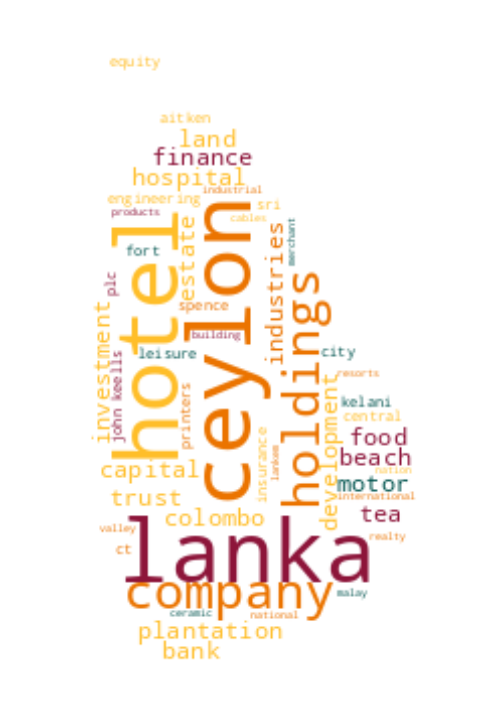 equity
aitken
land
finance
hospital
industrial
engineering
sri
products
cables
hotel
ceylon
estate
merchant
industries
fort
plc
holdings
spence
building
investment
john keells
leisure
city
resorts
printers
development
kelani
central
insurance
lankem
food
beach
capital
nation
motor
trust
international
colombo
tea
lanka
valley
realty
ct
company
malay
ceramic
national
plantation
bank